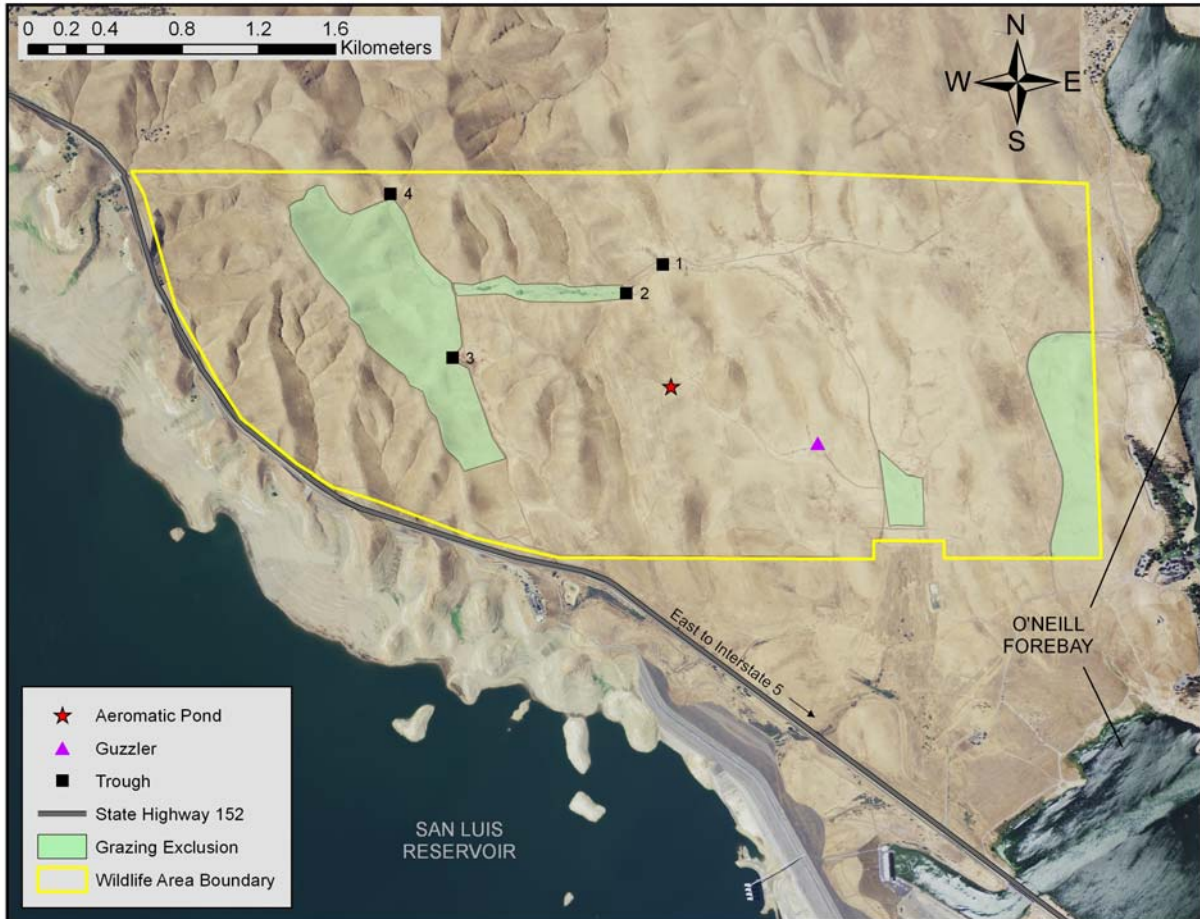 0 0.2 0.4 0.8 1.2 1.6
Kilometers
N
W E
S
4
1
2
3
East to Interstate 5
O'NEILL
FOREBAY
SAN LUIS
RESERVOIR
Aeromatic Pond
Guzzler
Trough
State Highway 152
Grazing Exclusion
Wildlife Area Boundary